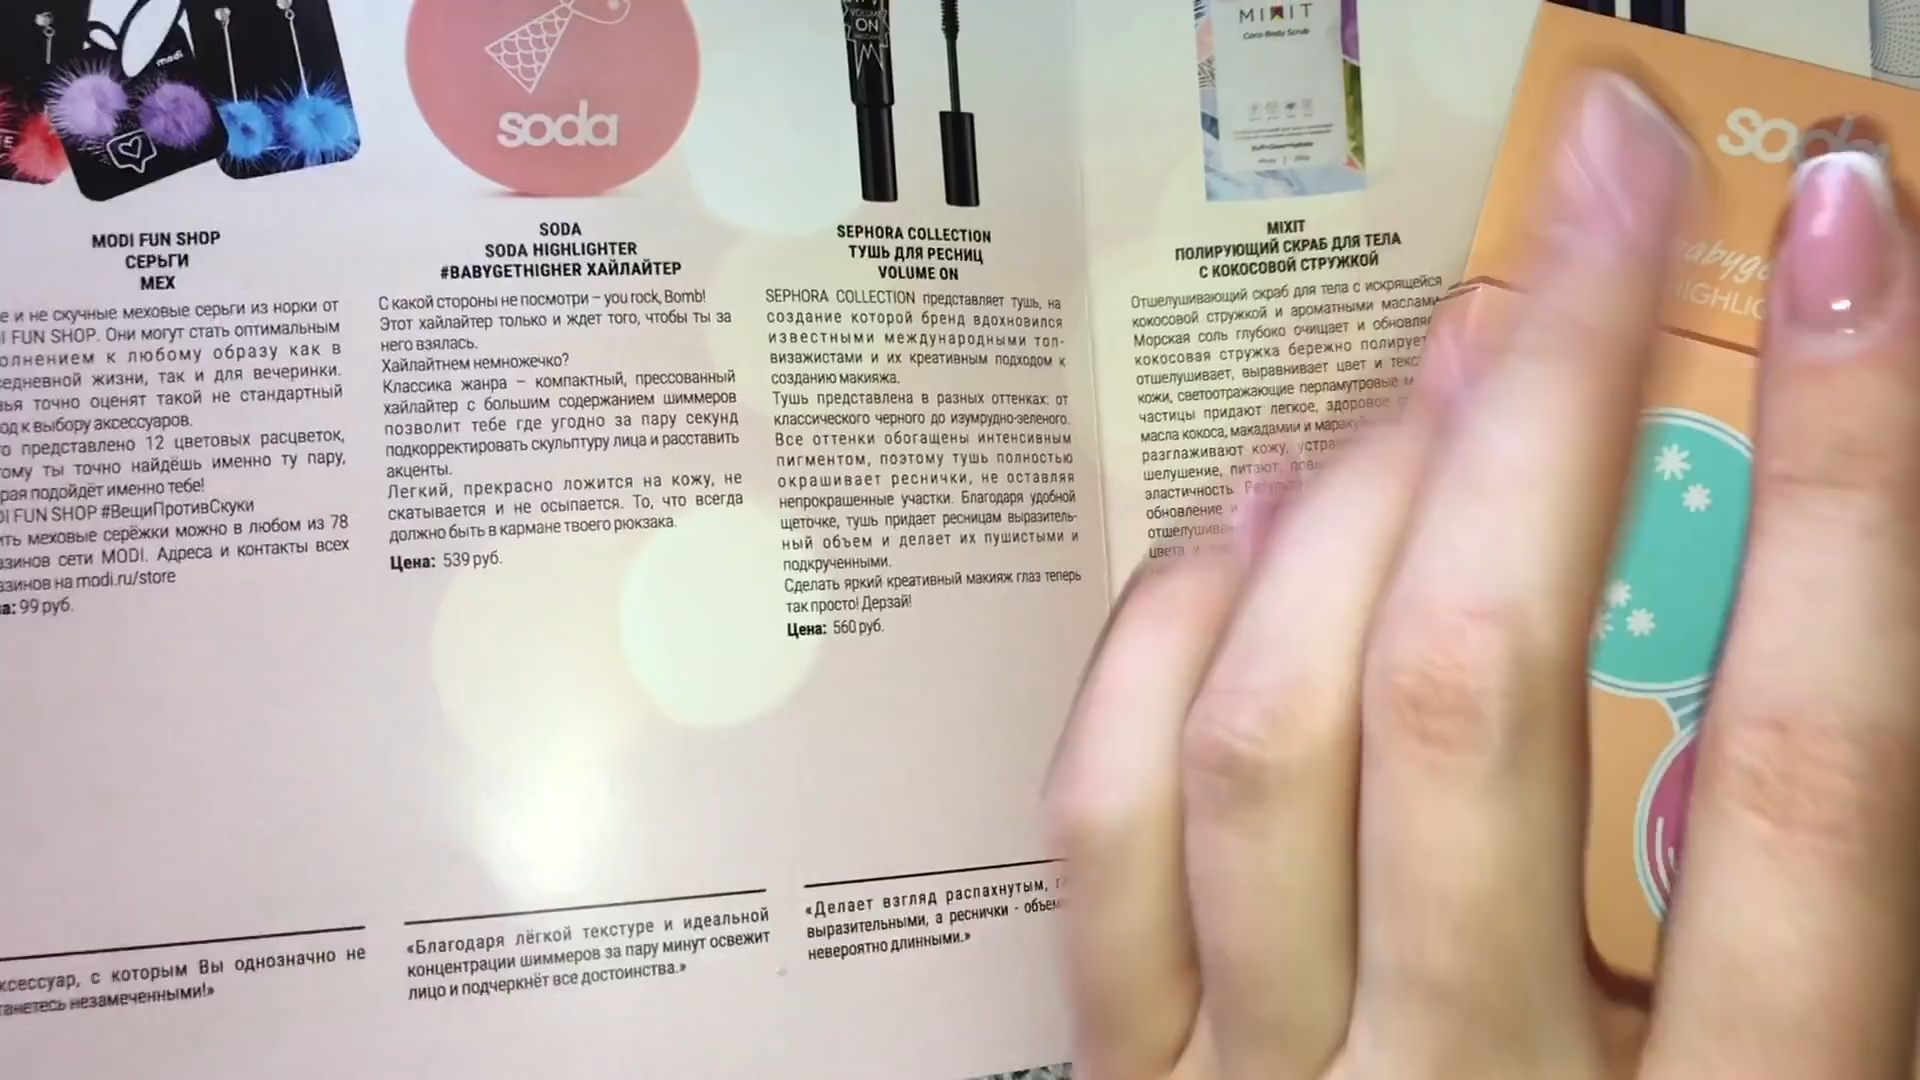 modi
soda
VOLUME
ON
MIXIT
Coco Body Scrub
soda
HIGHLIG
MODI FUN SHOP
СЕРЬГИ
МЕХ
е и не скучные меховые серьги из норки от
FUN SHOP. Они могут стать оптимальным
к любому образу как в
жизни, так и для вечеринки.
точно оценят такой не стандартный
к выбору аксессуаров.
представлено 12 цветовых расцветок,
ты точно найдёшь именно ту пару,
подойдёт именно тебе!
FUN SHOP #ВещиПротивСкуки
меховые серёжки можно в любом из 78
сети MODI. Адреса и контакты всех
на modi.ru/store
99 руб.
«Аксессуар, с которым Вы однозначно не
незамеченными!»
SODA
SODA HIGHLIGHTER
#BABYGETHIGHER ХАЙЛАЙТЕР
С какой стороны не посмотри – you rock, Bomb!
Этот хайлайтер только и ждет того, чтобы ты за
него взялась.
Хайлайтнем немножечко?
Классика жанра – компактный, прессованный
хайлайтер с большим содержанием шиммеров
позволит тебе где угодно за пару секунд
подкорректировать скульптуру лица и расставить
акценты.
Легкий, прекрасно ложится на кожу, не
скатывается и не осыпается. То, что всегда
должно быть в кармане твоего рюкзака.
Цена: 539 руб.
«Благодаря лёгкой текстуре и идеальной
концентрации шиммеров за пару минут освежит
лицо и подчеркнёт все достоинства.»
SEPHORA COLLECTION
ТУШЬ ДЛЯ РЕСНИЦ
VOLUME ON
SEPHORA COLLECTION представляет тушь, на
создание которой бренд вдохновился
известными международными топ-
визажистами и их креативным подходом к
созданию макияжа.
Тушь представлена в разных оттенках: от
классического черного до изумрудно-зеленого.
Все оттенки обогащены интенсивным
пигментом, поэтому тушь полностью
окрашивает реснички, не оставляя
непрокрашенные участки. Благодаря удобной
щеточке, тушь придает ресницам выразитель-
ный объем и делает их пушистыми и
подкрученными.
Сделать яркий креативный макияж глаз теперь
так просто! Дерзай!
Цена: 560 руб.
«Делает взгляд распахнутым,
выразительными, а реснички - объем
невероятно длинными.»
MIXIT
ПОЛИРУЮЩИЙ СКРАБ ДЛЯ ТЕЛА
С КОКОСОВОЙ СТРУЖКОЙ
Отшелушивающий скраб для тела с искрящейся
кокосовой стружкой и ароматными маслами
Морская соль глубоко очищает и обновля
кокосовая стружка бережно полирует
отшелушивает, выравнивает цвет и текс
кожи, светоотражающие перламутровые
частицы придают легкое, здоровое
масла кокоса, макадамии и
разглаживают кожу,
шелушение, питают,
эластичность.
обновление и
отшелушива
цвета и